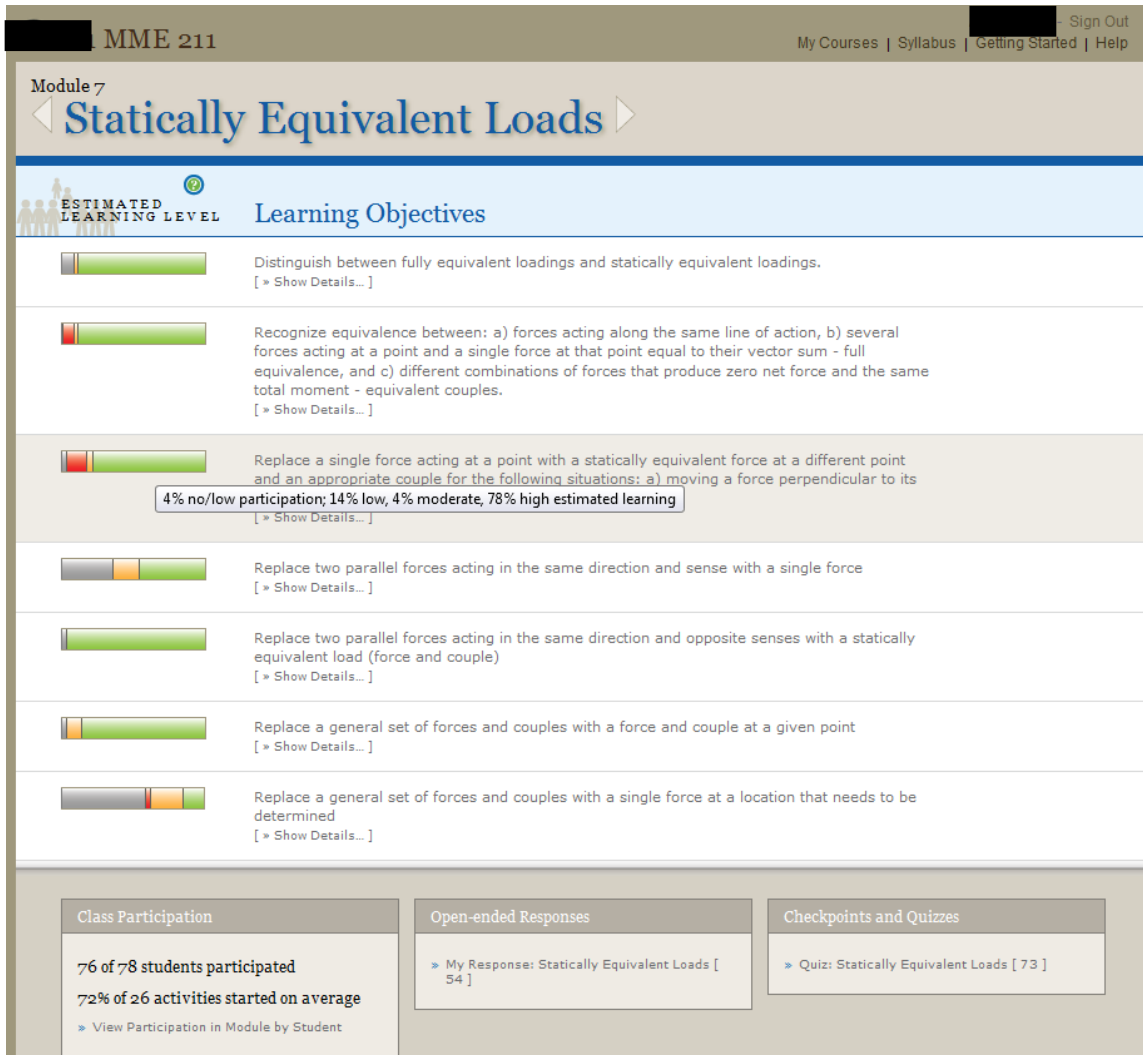 MME 211
- Sign Out
My Courses | Syllabus | Getting Started | Help
Module 7
Statically Equivalent Loads
ESTIMATED
LEARNING LEVEL
?
Learning Objectives
Distinguish between fully equivalent loadings and statically equivalent loadings.
[ » Show Details... ]
Recognize equivalence between: a) forces acting along the same line of action, b) several
forces acting at a point and a single force at that point equal to their vector sum - full
equivalence, and c) different combinations of forces that produce zero net force and the same
total moment - equivalent couples.
[ » Show Details... ]
Replace a single force acting at a point with a statically equivalent force at a different point
and an appropriate couple for the following situations: a) moving a force perpendicular to its
4% no/low participation; 14% low, 4% moderate, 78% high estimated learning
[ » Show Details... ]
Replace two parallel forces acting in the same direction and sense with a single force
[ » Show Details... ]
Replace two parallel forces acting in the same direction and opposite senses with a statically
equivalent load (force and couple)
[ » Show Details... ]
Replace a general set of forces and couples with a force and couple at a given point
[ » Show Details... ]
Replace a general set of forces and couples with a single force at a location that needs to be
determined
[ » Show Details... ]
Class Participation
76 of 78 students participated
72% of 26 activities started on average
» View Participation in Module by Student
Open-ended Responses
» My Response: Statically Equivalent Loads [
54 ]
Checkpoints and Quizzes
» Quiz: Statically Equivalent Loads [ 73 ]